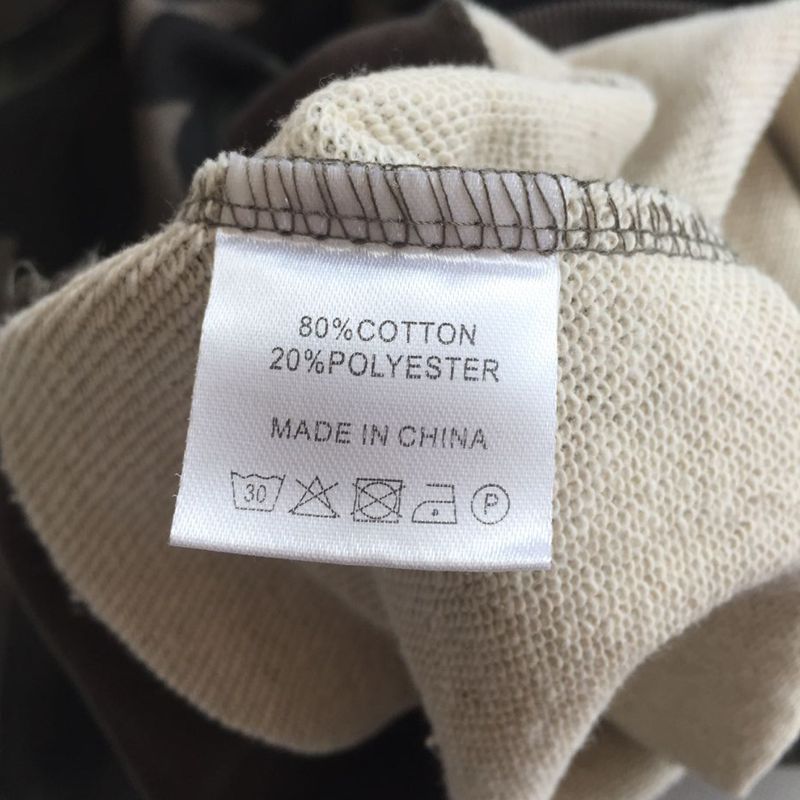 80%COTTON
20%POLYESTER
MADE IN CHINA
30 P